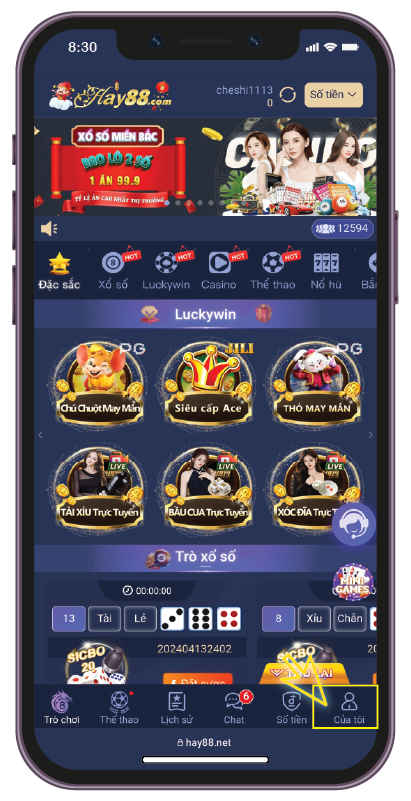 8:30
Hay88.com
cheshi1113
0
Số tiền
XỔ SỐ MIỀN BẮC
BAO LÔ 2 SỐ
1 ĂN 99.9
TỶ LỆ ĂN CAO NHẤT THỊ TRƯỜNG
12594
HOT HOT HOT HOT
Đặc sắc Xổ số Luckywin Casino Thể thao Nổ hũ
Luckywin
PG JILI PG
Chú Chuột May Mắn Siêu cấp Ace THỎ MAY MẮN
LIVE LIVE LIVE
TÀI XỈU Trực Tuyến BẦU CUA Trực Tuyến XÓC ĐĨA Trực
Trò xổ số
MINI
GAMES
00:00:00 00:00:00
13 Tài Lẻ 8 Xỉu Chẵn
SICBO
20
202404132402
SICBO
Đặt cược
Trò chơi Thể thao Lịch sử Chat 6 Số tiền Của tôi
hay88.net